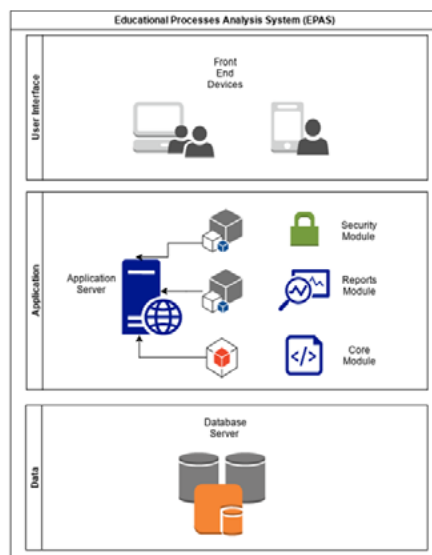 Educational Processes Analysis System (EPAS)
User Interface
Front
End
Devices
Application
Application
Server
Security
Module
Reports
Module
</>
Core
Module
Data
Database
Server